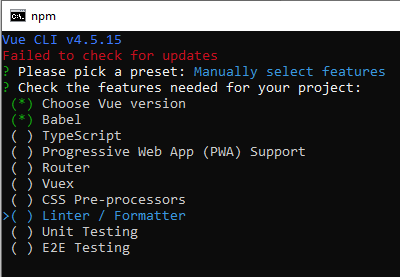 npm
Vue CLI v4.5.15
Failed to check for updates
? Please pick a preset: Manually select features
? Check the features needed for your project:
(*) Choose Vue version
(*) Babel
( ) TypeScript
( ) Progressive Web App (PWA) Support
( ) Router
( ) Vuex
( ) CSS Pre-processors
>( ) Linter / Formatter
( ) Unit Testing
( ) E2E Testing